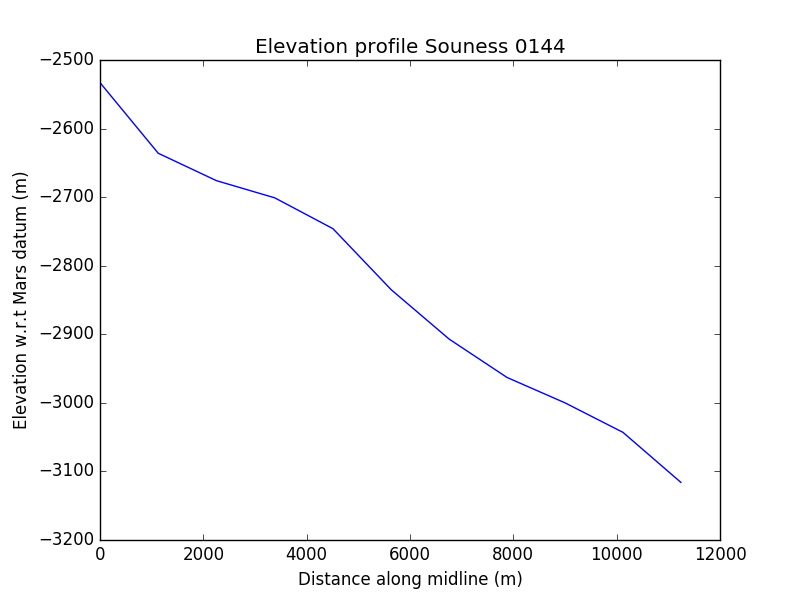 Elevation profile Souness 0144
−2500
−2600
−2700
−2800
−2900
−3000
−3100
−3200
Elevation w.r.t Mars datum (m)
0 2000 4000 6000 8000 10000 12000
Distance along midline (m)